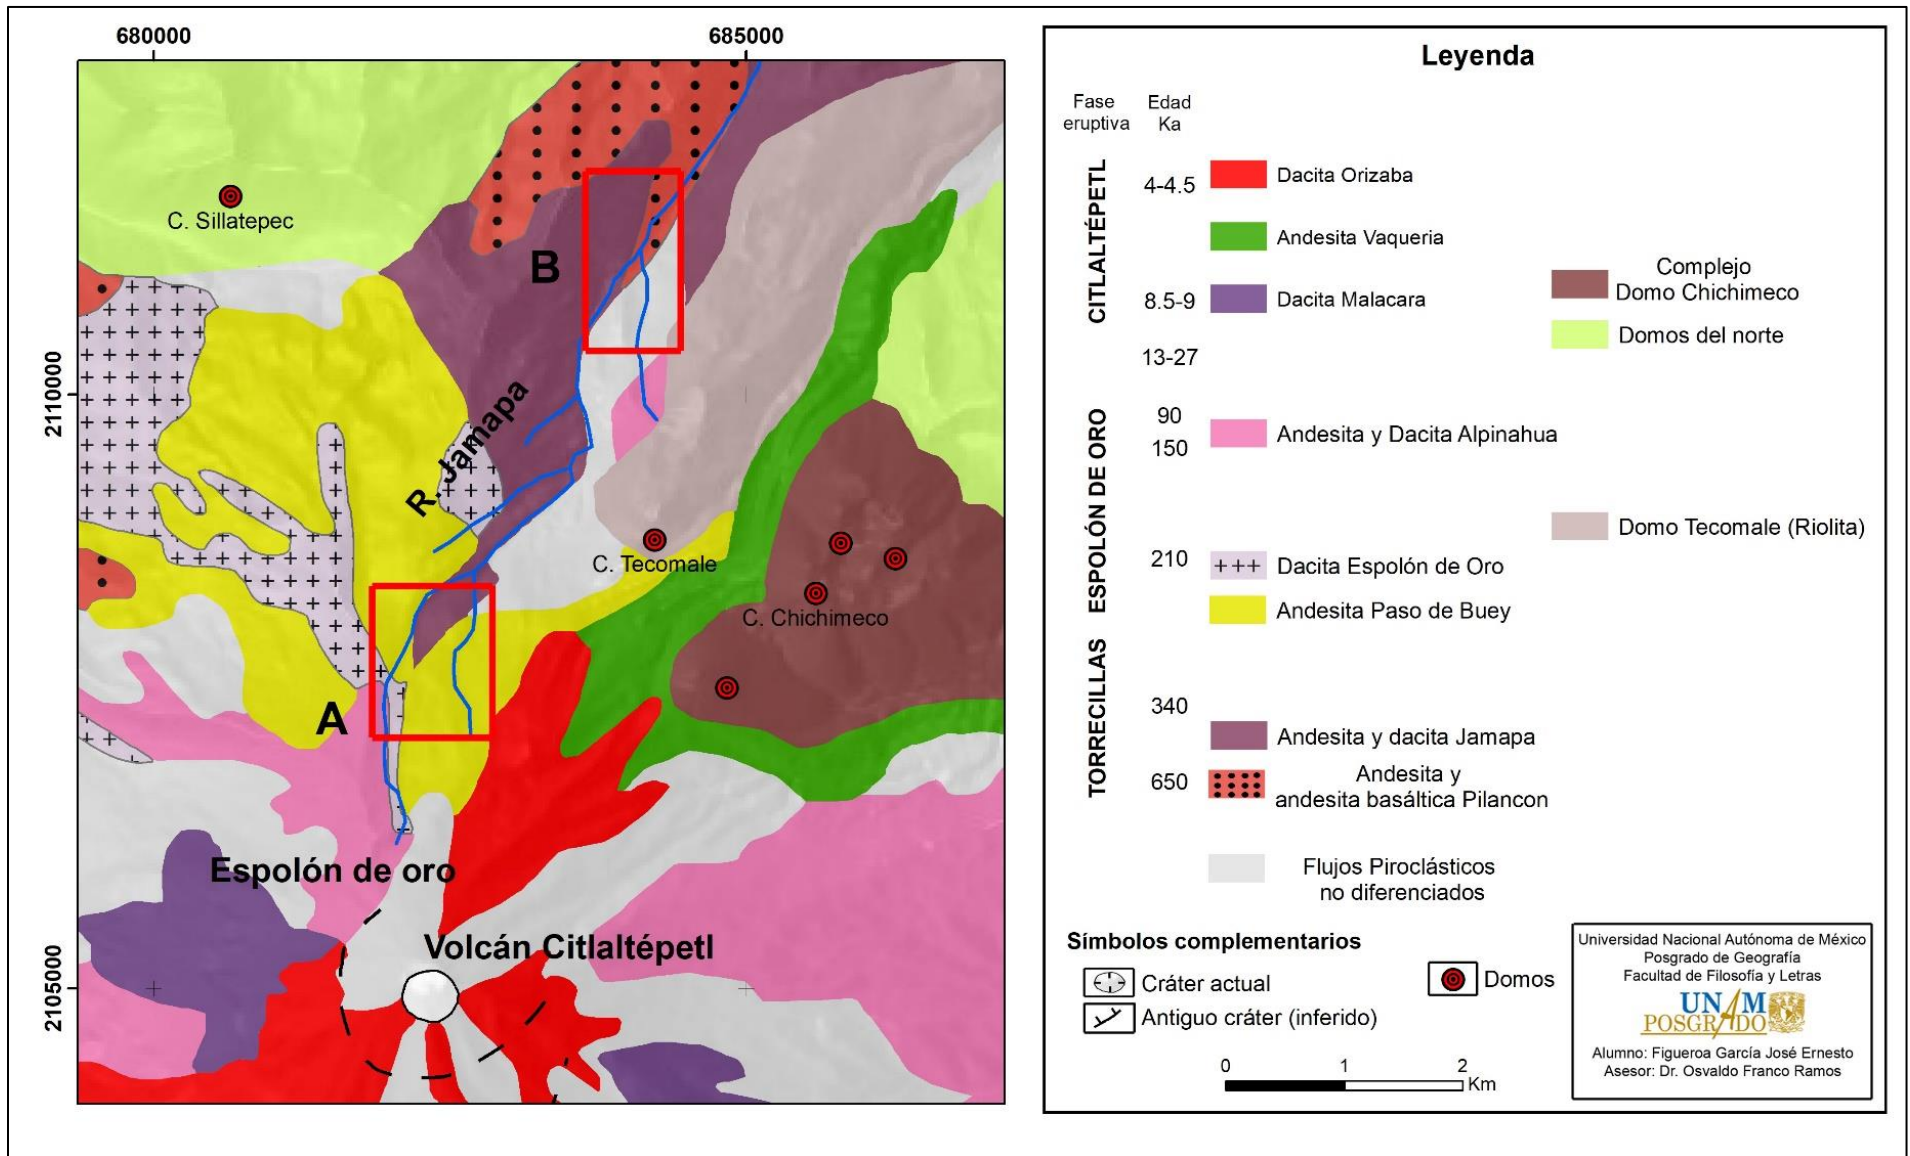 680000
685000
2110000
2105000
C. Sillatepec
B
R. Jamapa
C. Tecomale
C. Chichimeco
A
Espolón de oro
Volcán Citlaltépetl
Leyenda
Fase
eruptiva
Edad
Ka
CITLALTÉPETL
4-4.5
Dacita Orizaba
Andesita Vaqueria
8.5-9
Dacita Malacara
13-27
Complejo
Domo Chichimeco
Domos del norte
ESPOLÓN DE ORO
90
150
Andesita y Dacita Alpinahua
Domo Tecomale (Riolita)
210
Dacita Espolón de Oro
Andesita Paso de Buey
TORRECILLAS
340
Andesita y dacita Jamapa
650
Andesita y
andesita basáltica Pilancon
Flujos Piroclásticos
no diferenciados
Símbolos complementarios
Cráter actual
Domos
Antiguo cráter (inferido)
0 1 2
Km
Universidad Nacional Autónoma de México
Posgrado de Geografía
Facultad de Filosofía y Letras
UNAM
POSGRADO
Alumno: Figueroa García José Ernesto
Asesor: Dr. Osvaldo Franco Ramos